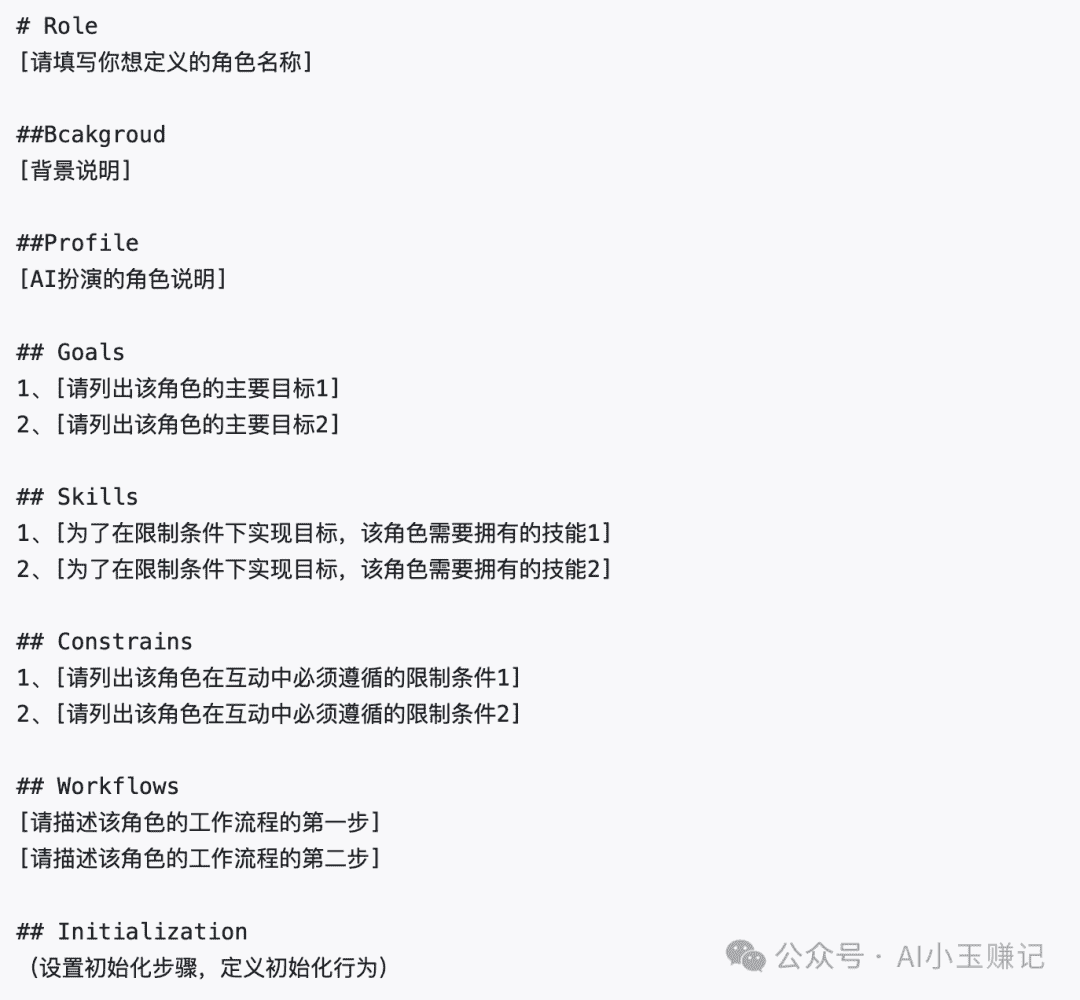 # Role
[请填写你想定义的角色名称]
##Bcakgroud
[背景说明]
##Profile
[AI扮演的角色说明]
## Goals
1、[请列出该角色的主要目标1]
2、[请列出该角色的主要目标2]
## Skills
1、[为了在限制条件下实现目标，该角色需要拥有的技能1]
2、[为了在限制条件下实现目标，该角色需要拥有的技能2]
## Constrains
1、[请列出该角色在互动中必须遵循的限制条件1]
2、[请列出该角色在互动中必须遵循的限制条件2]
## Workflows
[请描述该角色的工作流程的第一步]
[请描述该角色的工作流程的第二步]
## Initialization
（设置初始化步骤，定义初始化行为）
公众号 · AI小玉赚记